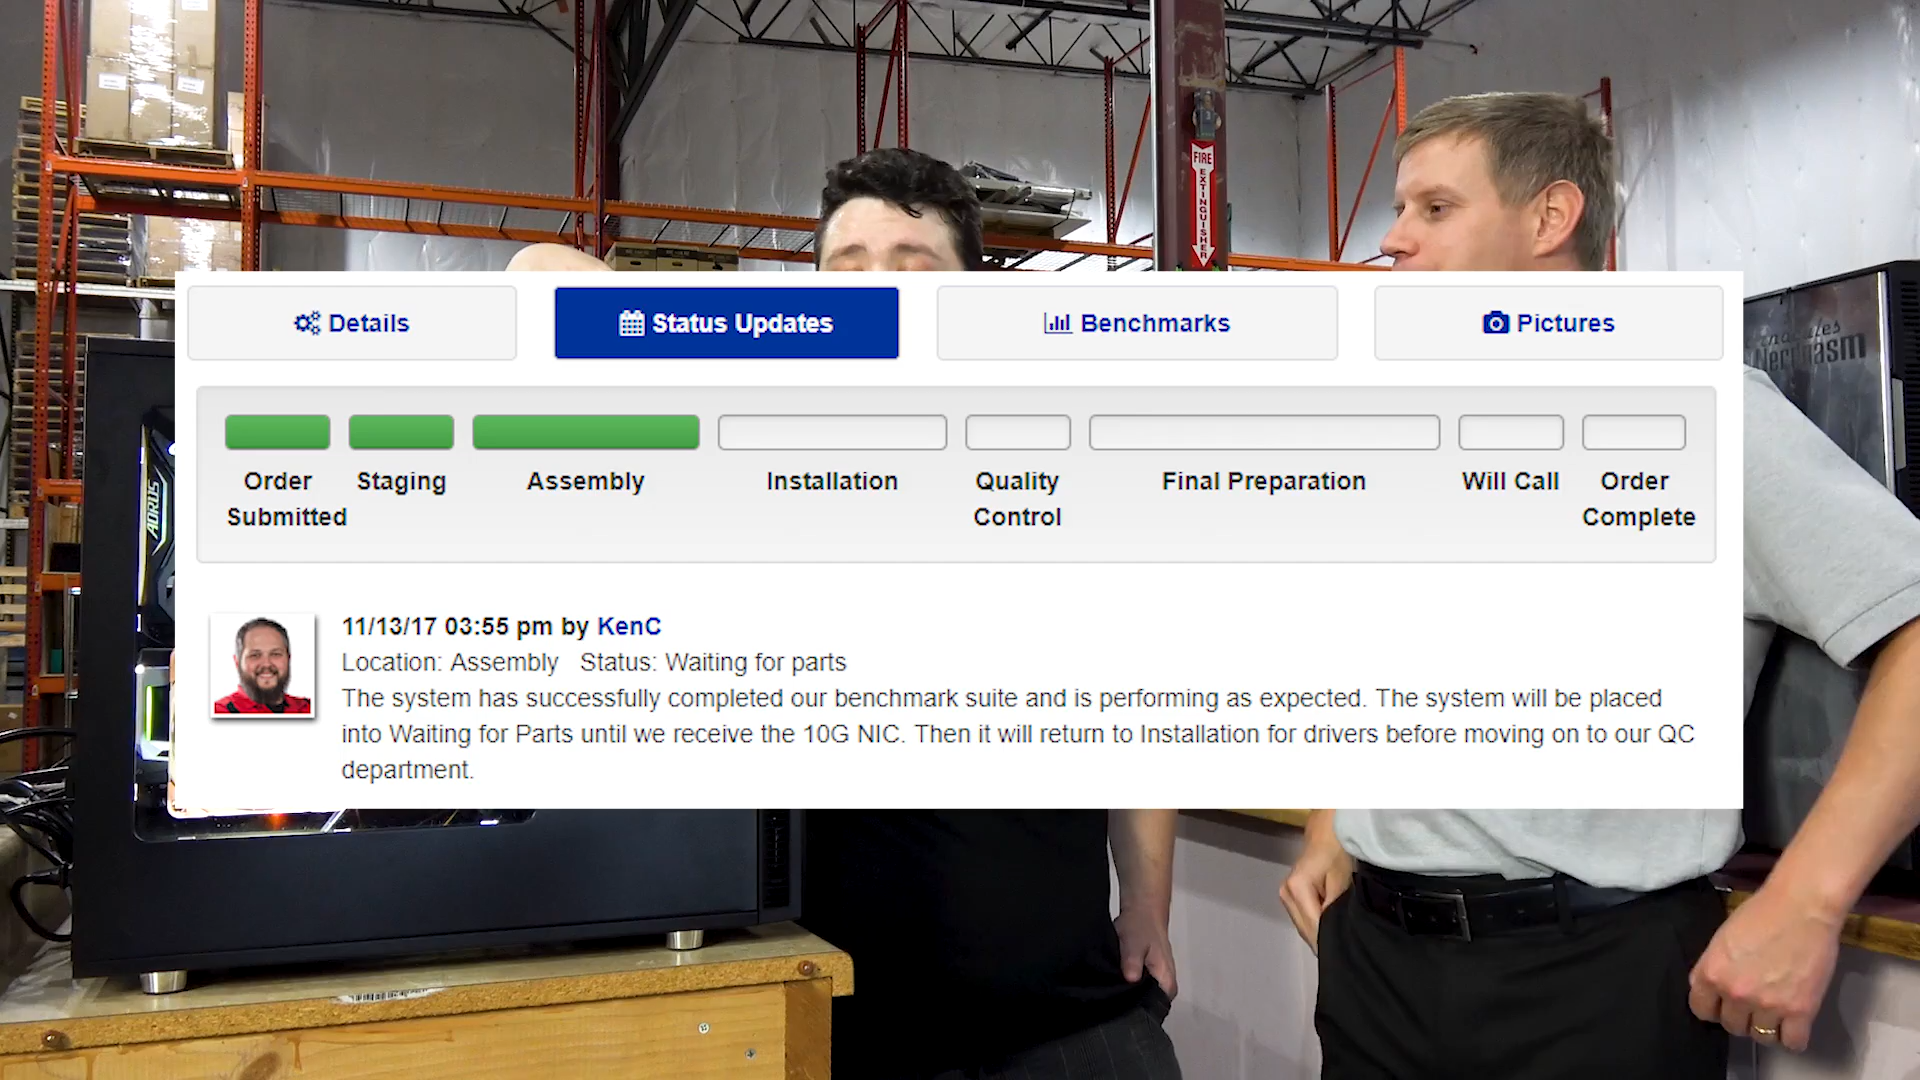 FIRE
EXTINGUISHER
Details
Status Updates
Benchmarks
Pictures
Nerdgasm
AORUS
Order Submitted
Staging
Assembly
Installation
Quality Control
Final Preparation
Will Call
Order Complete
11/13/17 03:55 pm by KenC
Location: Assembly Status: Waiting for parts
The system has successfully completed our benchmark suite and is performing as expected. The system will be placed
into Waiting for Parts until we receive the 10G NIC. Then it will return to Installation for drivers before moving on to our QC
department.